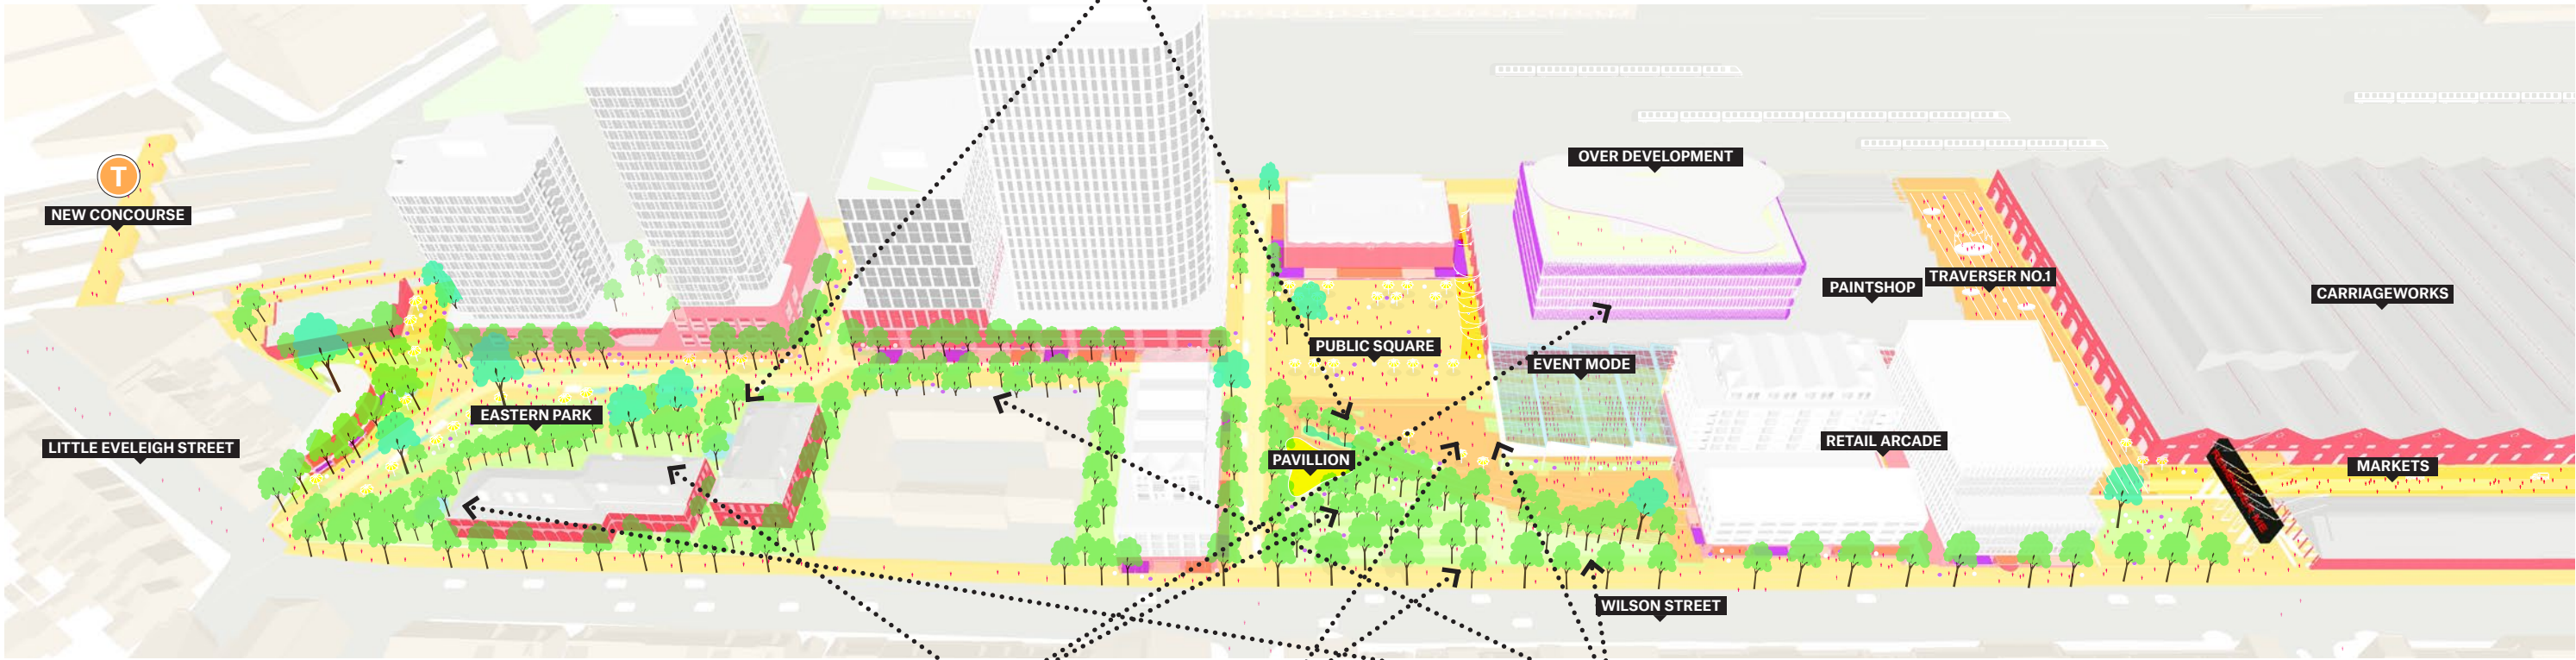 T
NEW CONCOURSE
LITTLE EVELEIGH STREET
EASTERN PARK
PUBLIC SQUARE
PAVILLION
OVER DEVELOPMENT
EVENT MODE
PAINTSHOP
TRAVERSER NO.1
CARRIAGEWORKS
RETAIL ARCADE
MARKETS
WILSON STREET